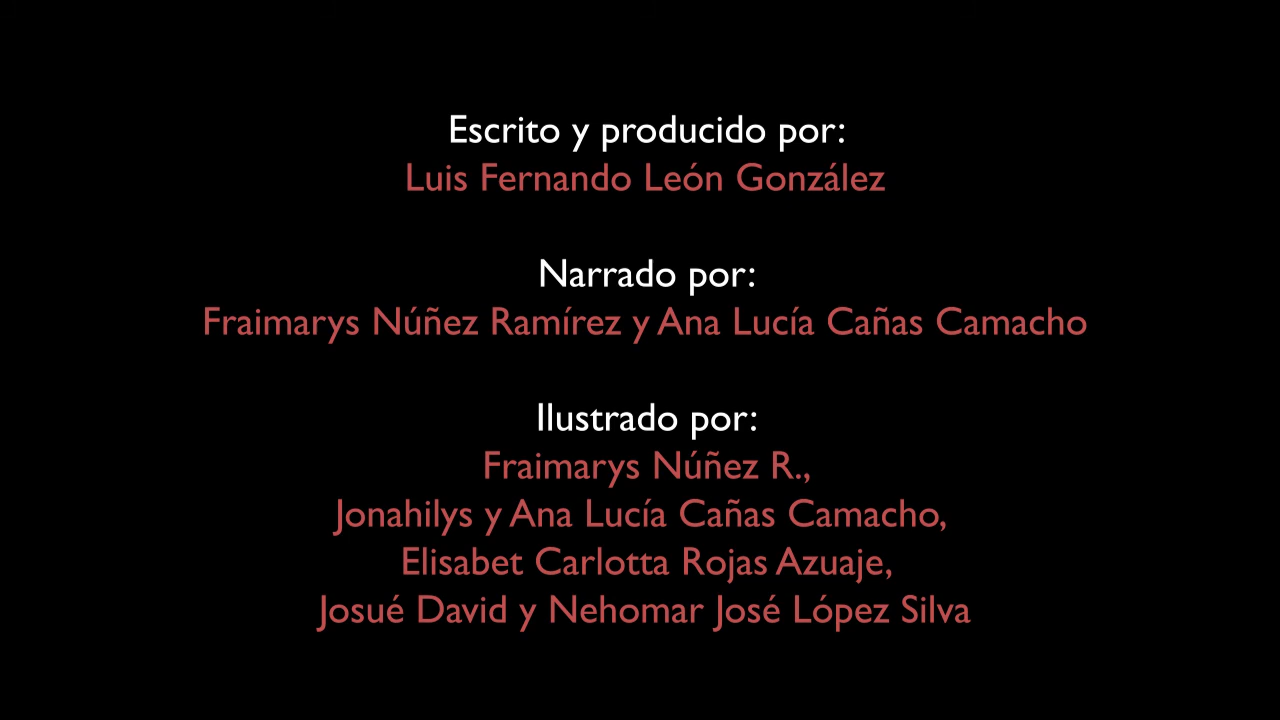 Escrito y producido por:
Luis Fernando León González
Narrado por:
Fraimarys Núñez Ramírez y Ana Lucía Cañas Camacho
Ilustrado por:
Fraimarys Núñez R.,
Jonahilys y Ana Lucía Cañas Camacho,
Elisabet Carlotta Rojas Azuaje,
Josué David y Nehomar José López Silva